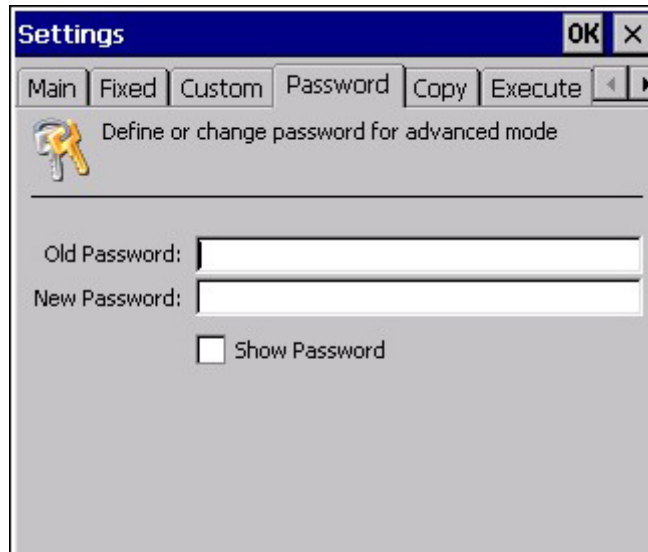 Settings OK ×
Main Fixed Custom Password Copy Execute
Define or change password for advanced mode
Old Password:
New Password:
Show Password